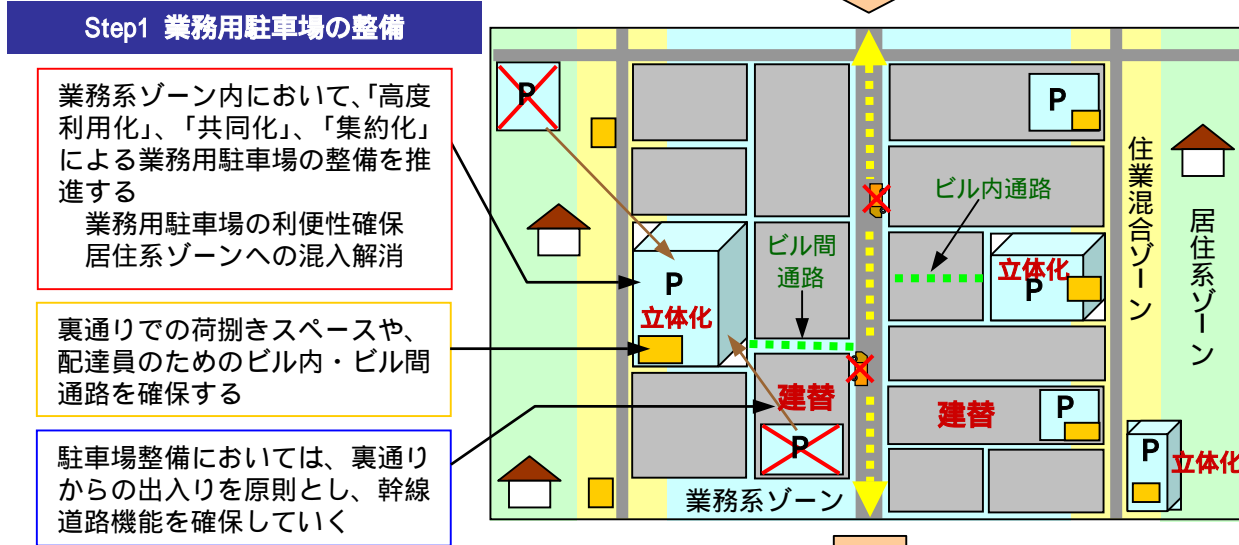 Step1 業務用駐車場の整備
業務系ゾーン内において、「高度
利用化」、「共同化」、「集約化」
による業務用駐車場の整備を推
進する
業務用駐車場の利便性確保
居住系ゾーンへの混入解消
裏通りでの荷捌きスペースや、
配達員のためのビル内・ビル間
通路を確保する
駐車場整備においては、裏通り
からの出入りを原則とし、幹線
道路機能を確保していく
P
P
ビル内通路
住業混合ゾーン
居住系ゾーン
ビル間
通路
P
立体化
立体化
P
建替
P
建替
P
P
立体化
業務系ゾーン